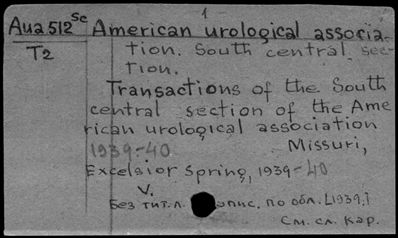 1
Aua 512 Sc American urological associa-
T2 tion. South central sec-
tion.
Transactions of the South
central section of the Ame
rican urological association
1939-40 Missuri,
Excelsior Spring, 1939-40
V.
Без тит.л. опис. по обл. [1939.]
См. сл. кар.